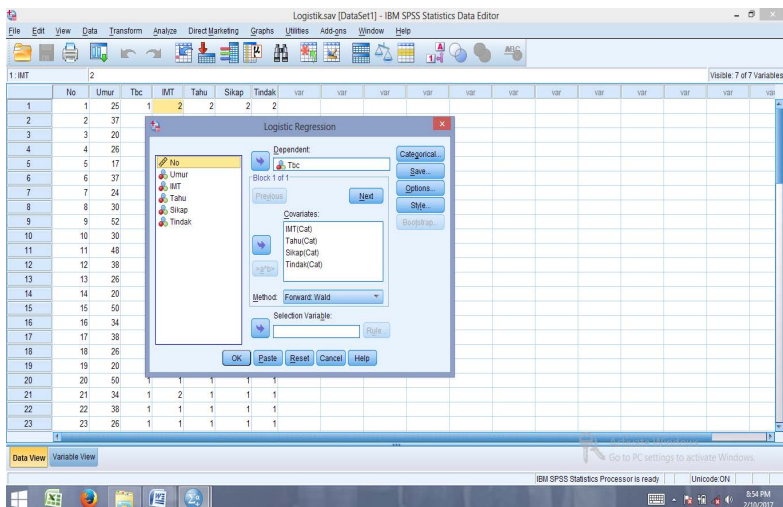 Logistik.sav [DataSet1] - IBM SPSS Statistics Data Editor
File Edit View Data Transform Analyze Direct Marketing Graphs Utilities Add-ons Window Help
1 : IMT 2 Visible: 7 of 7 Variables
No Umur Tbc IMT Tahu Sikap Tindak var var var var var var var var var
1 1 25 1 2 2 2 2
2 2 37
3 3 20
4 4 26
5 5 17
6 6 37
7 7 24
8 8 30
9 9 52
10 10 30
11 11 48
12 12 38
13 13 26
14 14 20
15 15 50
16 16 34
17 17 38
18 18 26
19 19 20
20 20 50 1 1 1 1 1
21 21 34 1 2 1 1 1
22 22 38 1 1 1 1 1
23 23 26 1 1 1 1 1
Logistic Regression
No
Umur
IMT
Tahu
Sikap
Tindak
Dependent:
Tbc
Block 1 of 1
Previous Next
Covariates:
IMT(Cat)
Tahu(Cat)
Sikap(Cat)
Tindak(Cat)
>a*b>
Method: Forward: Wald
Selection Variable:
Rule...
Categorical...
Save...
Options...
Style...
Bootstrap...
OK Paste Reset Cancel Help
Activate Windows
Go to PC settings to activate Windows.
Data View Variable View
IBM SPSS Statistics Processor is ready Unicode:ON
8:54 PM
2/10/2017